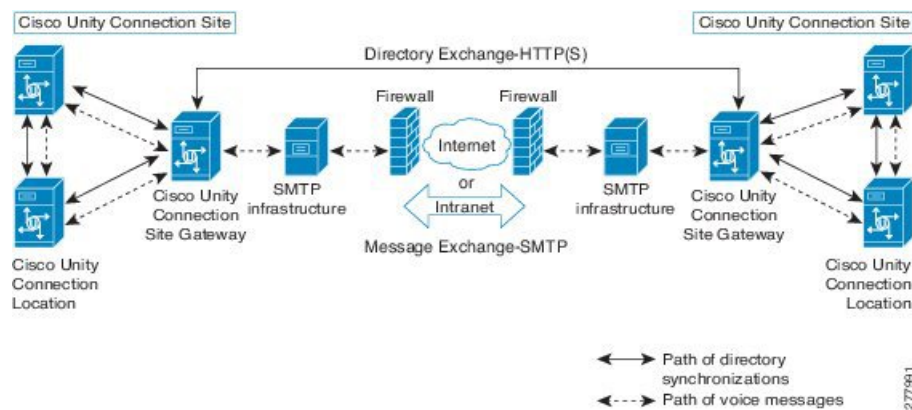 Cisco Unity Connection Site
Cisco Unity Connection Site
Directory Exchange-HTTP(S)
Firewall
Firewall
Internet
or
Intranet
Message Exchange-SMTP
Cisco Unity
Connection
Site Gateway
SMTP
infrastructure
SMTP
infrastructure
Cisco Unity
Connection
Site Gateway
Cisco Unity
Connection
Location
Cisco Unity
Connection
Location
Path of directory
synchronizations
Path of voice messages
277991